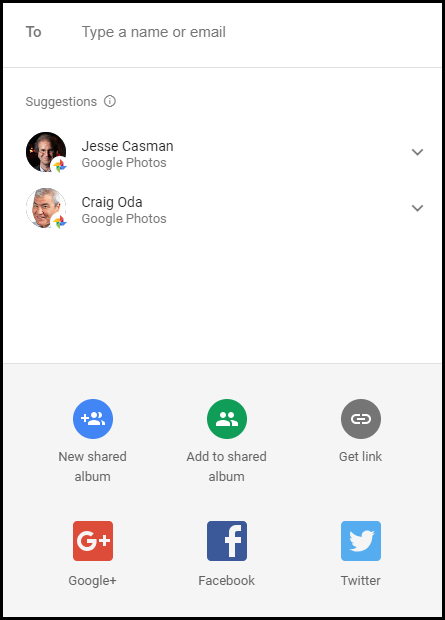 To Type a name or email
Suggestions
Jesse Casman
Google Photos
Craig Oda
Google Photos
New shared album
Add to shared album
Get link
G+
Google+
f
Facebook
Twitter